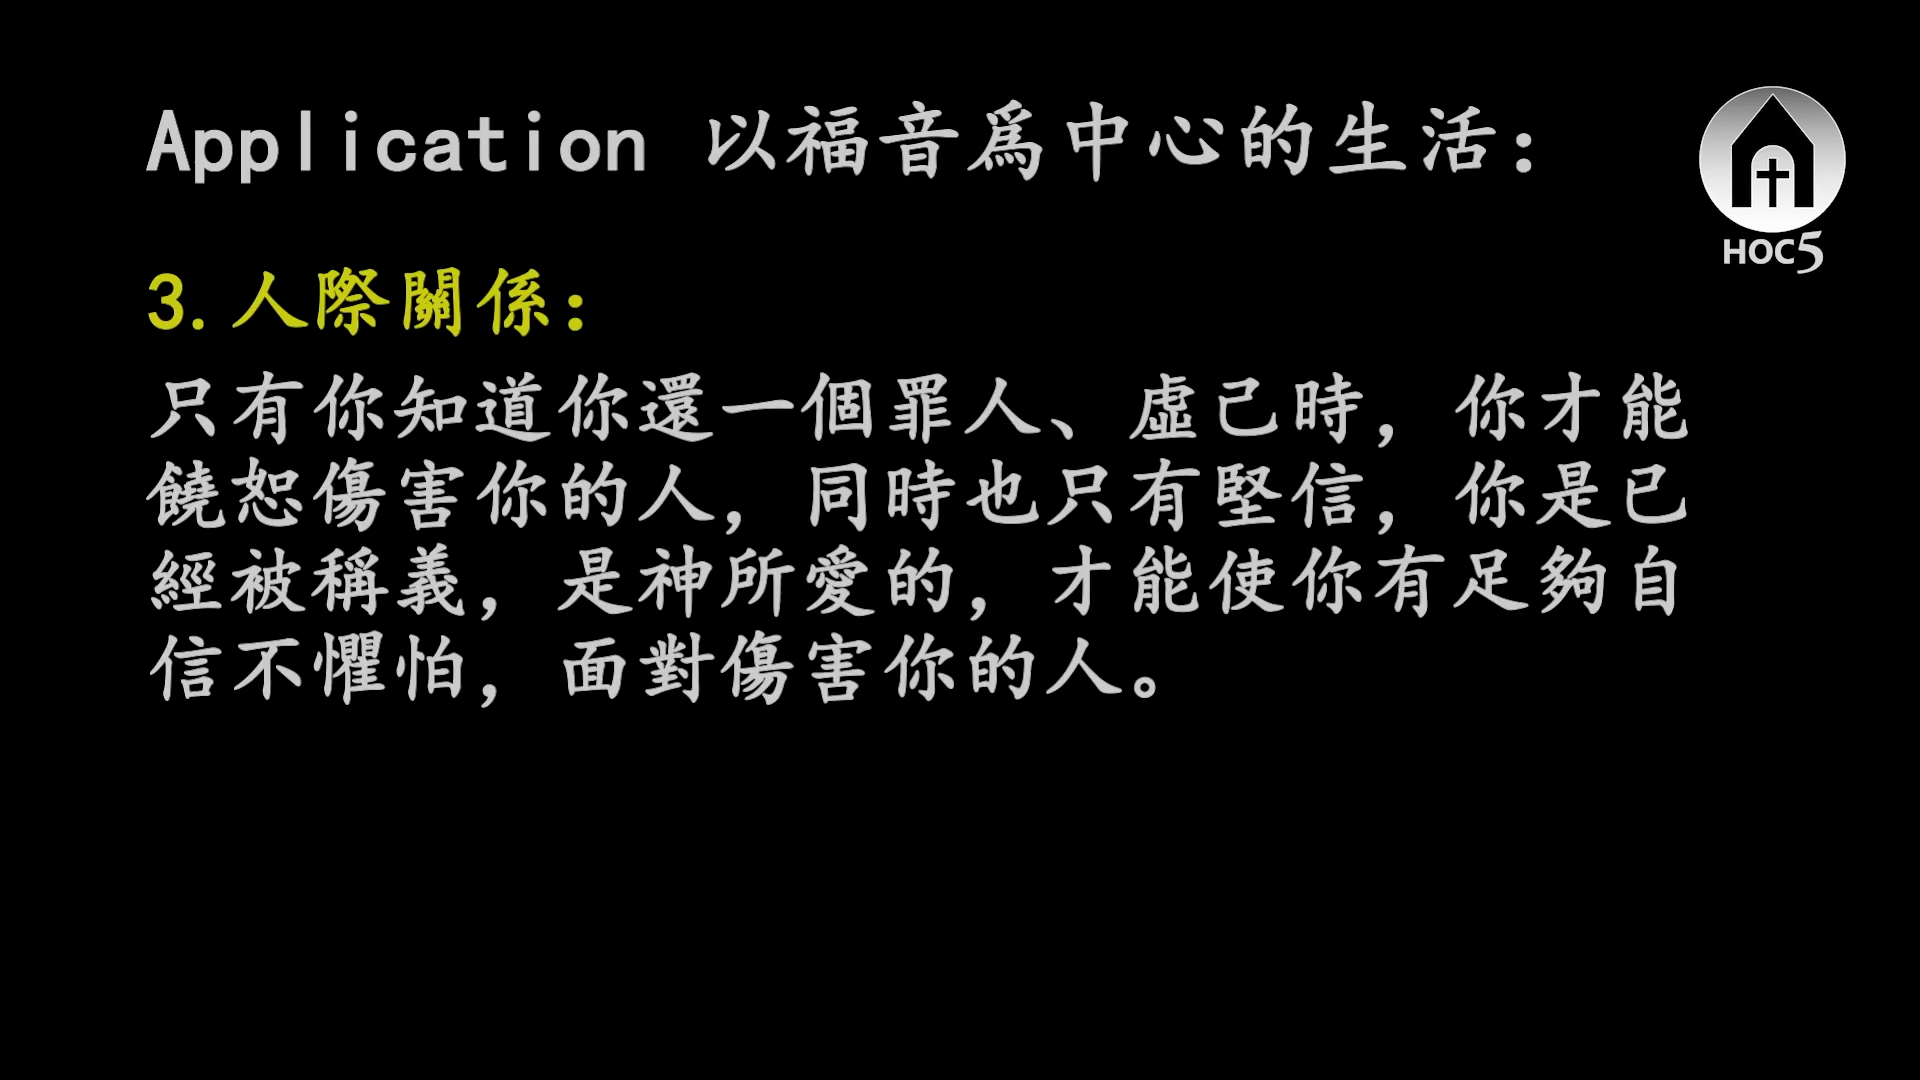 Application 以福音爲中心的生活：
HOC5
3.人際關係：
只有你知道你還一個罪人、虛己時，你才能
饒恕傷害你的人，同時也只有堅信，你是已
經被稱義，是神所愛的，才能使你有足夠自
信不懼怕，面對傷害你的人。